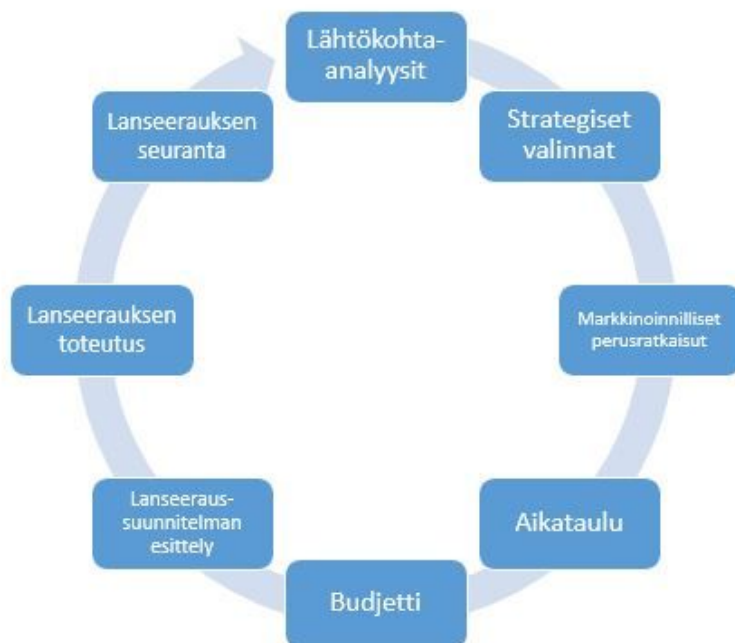 Lähtökohta-
analyysit
Strategiset
valinnat
Markkinoinnilliset
perusratkaisut
Aikataulu
Budjetti
Lanseeraus-
suunnitelman
esittely
Lanseerauksen
toteutus
Lanseerauksen
seuranta